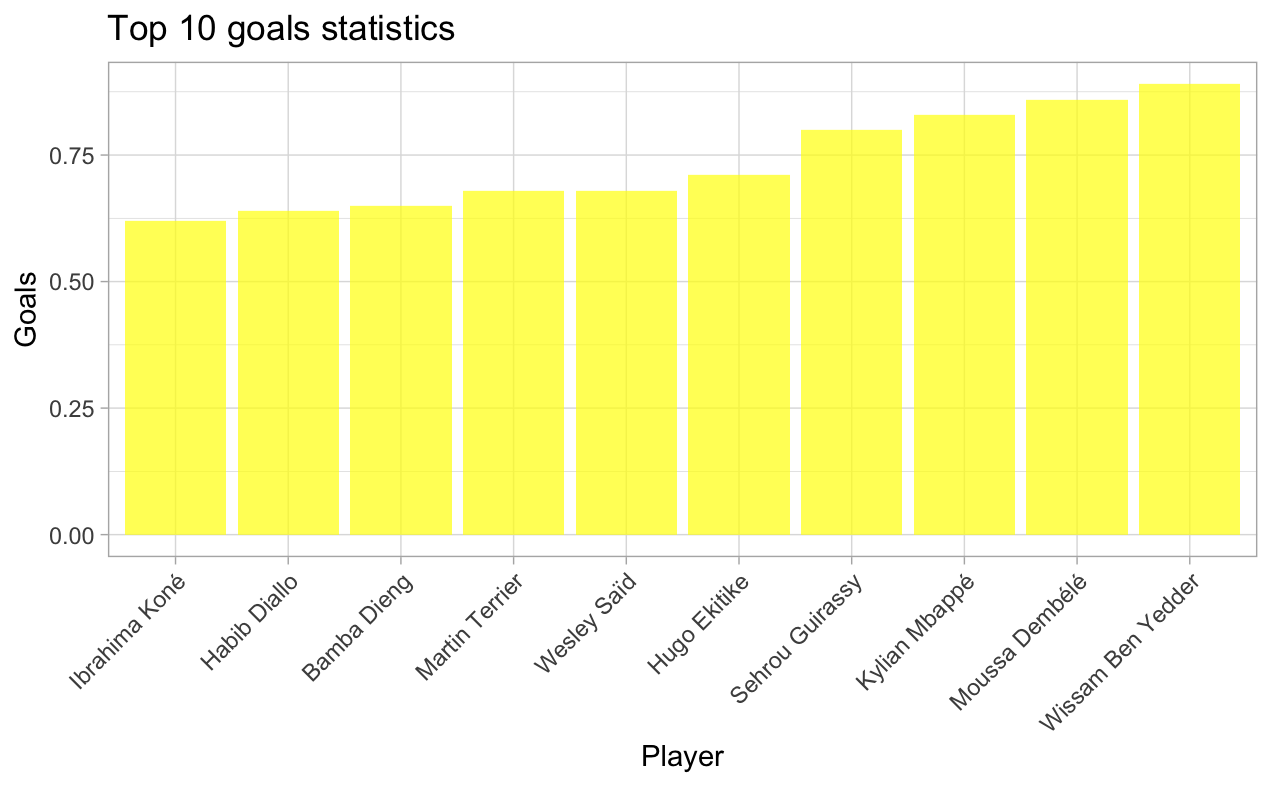 Top 10 goals statistics
Goals
0.75
0.50
0.25
0.00
Ibrahima Koné
Habib Diallo
Bamba Dieng
Martin Terrier
Wesley Saïd
Hugo Ekitike
Sehrou Guirassy
Kylian Mbappé
Moussa Dembélé
Wissam Ben Yedder
Player